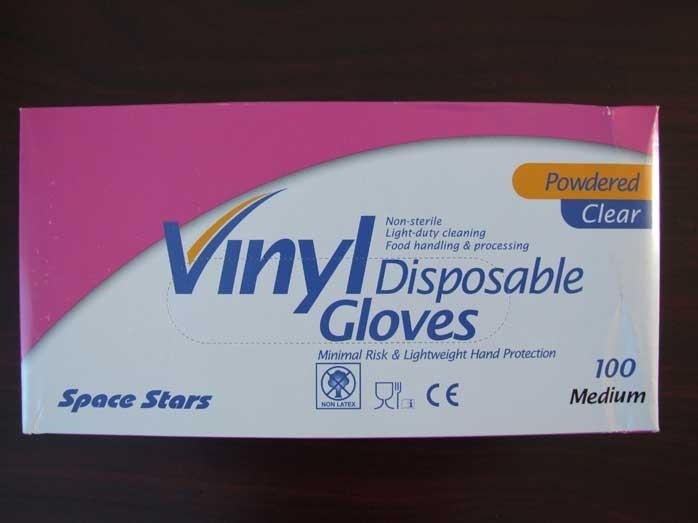 Powdered
Clear
Non-sterile
Light-duty cleaning
Food handling & processing
Vinyl Disposable
Gloves
Minimal Risk & Lightweight Hand Protection
NON LATEX
CE
Space Stars
100
Medium